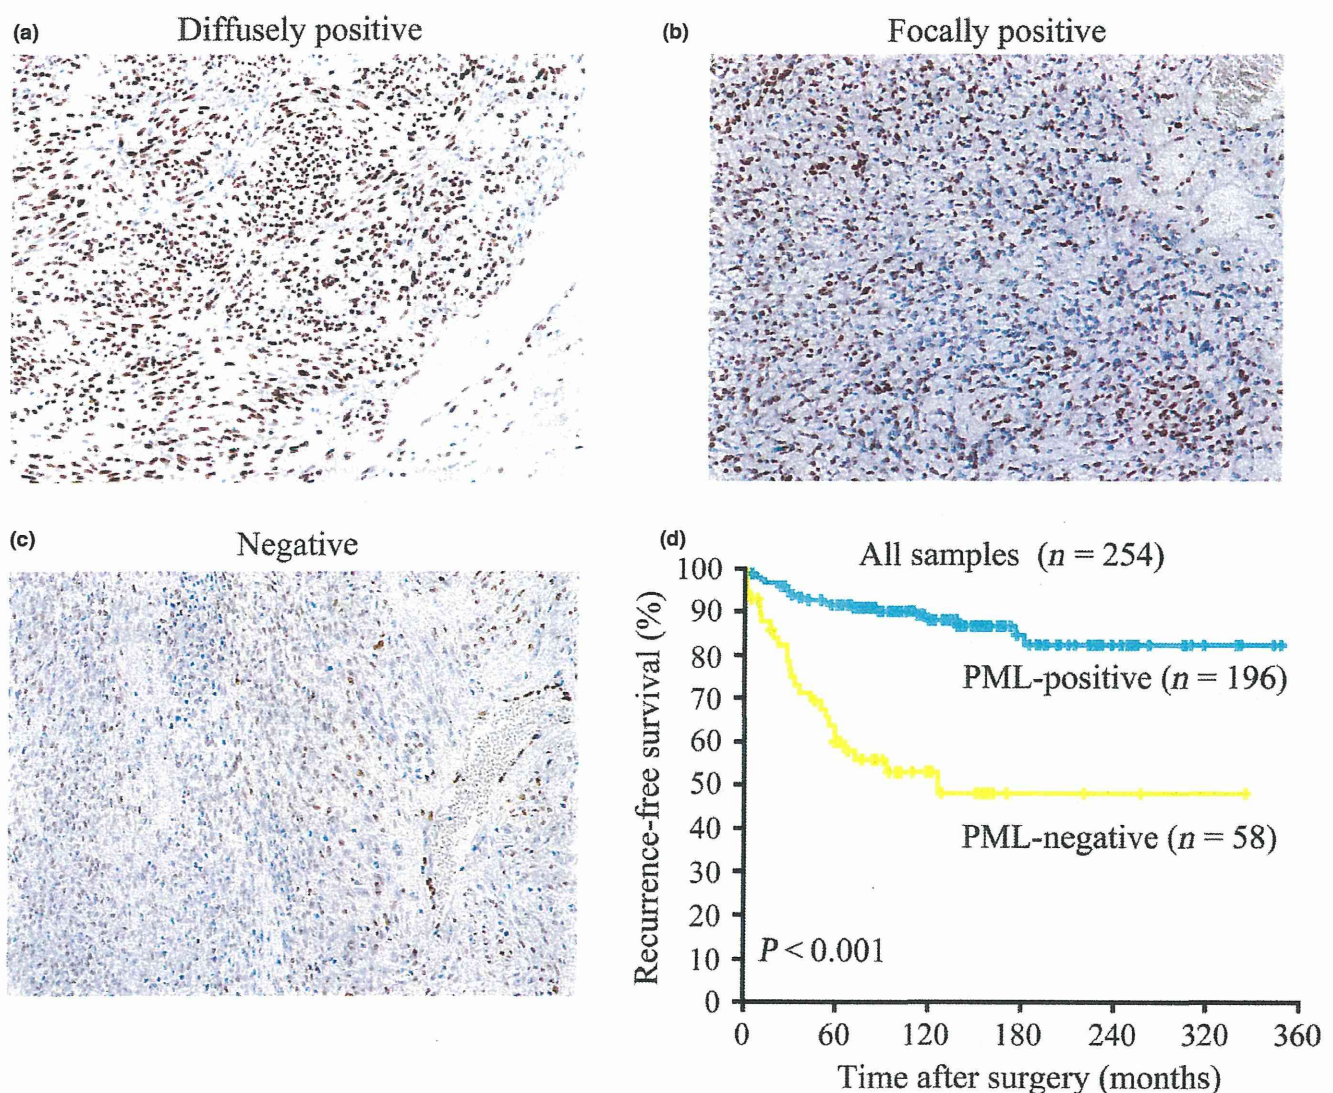 (a) Diffusely positive
(b) Focally positive
(c) Negative
(d) All samples (n = 254)
Recurrence-free survival (%)
100
90
80
70
60
50
40
30
20
10
0
PML-positive (n = 196)
PML-negative (n = 58)
P < 0.001
0 60 120 180 240 320 360
Time after surgery (months)